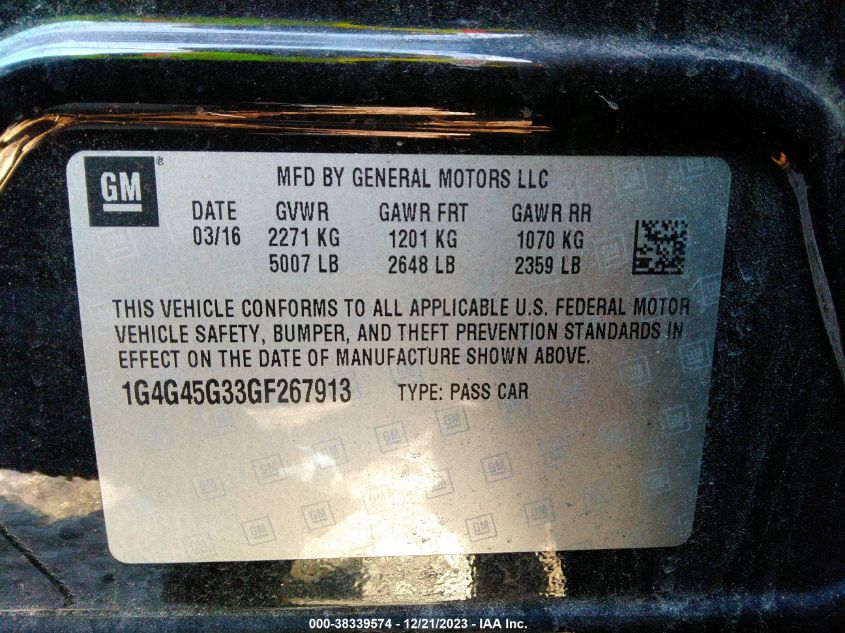 GM
MFD BY GENERAL MOTORS LLC
DATE GVWR GAWR FRT GAWR RR
03/16 2271 KG 1201 KG 1070 KG
5007 LB 2648 LB 2359 LB
THIS VEHICLE CONFORMS TO ALL APPLICABLE U.S. FEDERAL MOTOR
VEHICLE SAFETY, BUMPER, AND THEFT PREVENTION STANDARDS IN
EFFECT ON THE DATE OF MANUFACTURE SHOWN ABOVE.
1G4G45G33GF267913 TYPE: PASS CAR
000-38339574 - 12/21/2023 - IAA Inc.